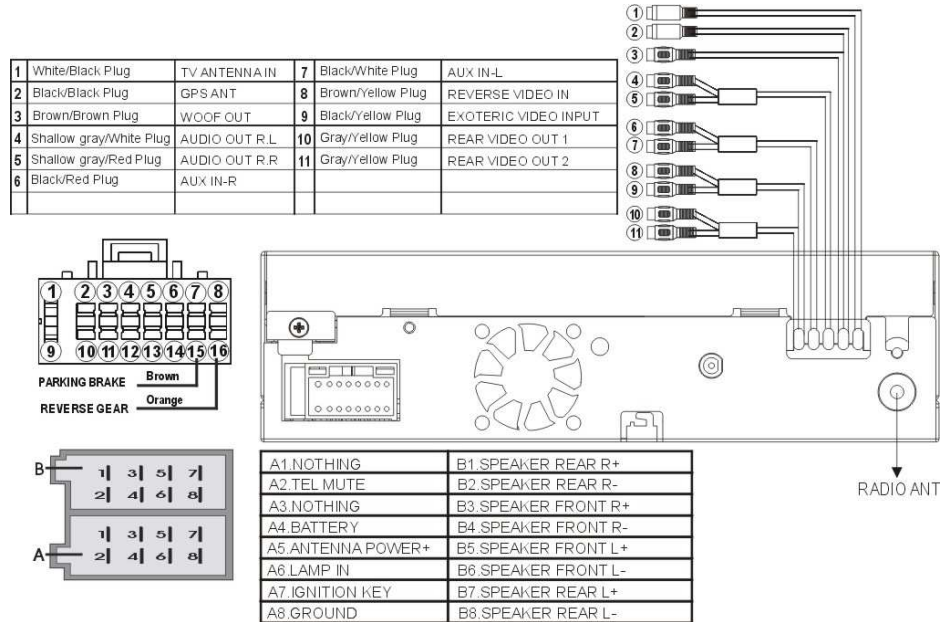 1 White/Black Plug TV ANTENNA IN 7 Black/White Plug AUX IN-L
2 Black/Black Plug GPS ANT 8 Brown/Yellow Plug REVERSE VIDEO IN
3 Brown/Brown Plug WOOF OUT 9 Black/Yellow Plug EXOTERIC VIDEO INPUT
4 Shallow gray/White Plug AUDIO OUT R.L 10 Gray/Yellow Plug REAR VIDEO OUT 1
5 Shallow gray/Red Plug AUDIO OUT R.R 11 Gray/Yellow Plug REAR VIDEO OUT 2
6 Black/Red Plug AUX IN-R
1
2
3
4
5
6
7
8
9
10
11
1 2 3 4 5 6 7 8
9 10 11 12 13 14 15 16
PARKING BRAKE Brown
REVERSE GEAR Orange
RADIO ANT
B 1 3 5 7
2 4 6 8
1 3 5 7
A 2 4 6 8
A1.NOTHING B1.SPEAKER REAR R+
A2.TEL MUTE B2.SPEAKER REAR R-
A3.NOTHING B3.SPEAKER FRONT R+
A4.BATTERY B4.SPEAKER FRONT R-
A5.ANTENNA POWER+ B5.SPEAKER FRONT L+
A6.LAMP IN B6.SPEAKER FRONT L-
A7.IGNITION KEY B7.SPEAKER REAR L+
A8.GROUND B8.SPEAKER REAR L-